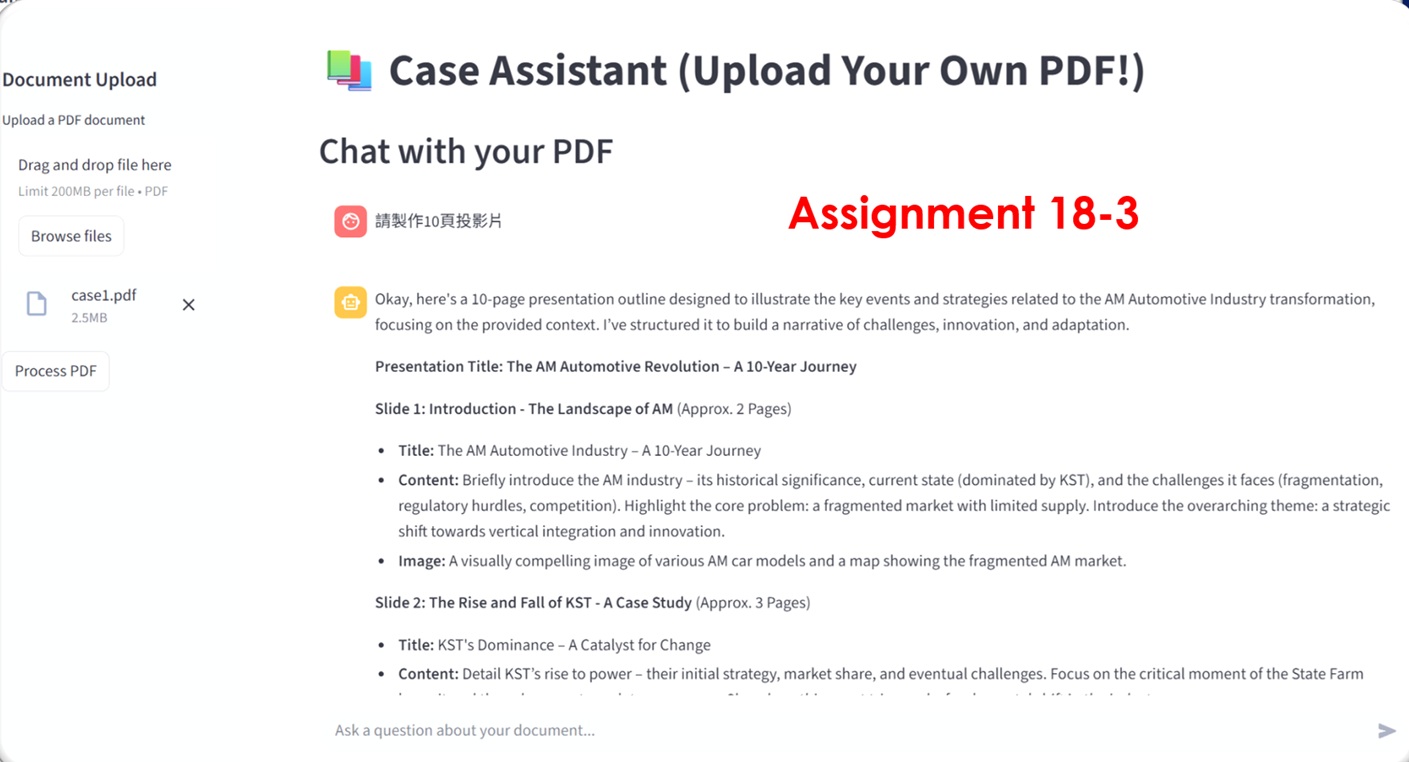 Document Upload
Upload a PDF document
Drag and drop file here
Limit 200MB per file • PDF
Browse files
case1.pdf
2.5MB
Process PDF
Case Assistant (Upload Your Own PDF!)
Chat with your PDF
請製作10頁投影片
Assignment 18-3
Okay, here's a 10-page presentation outline designed to illustrate the key events and strategies related to the AM Automotive Industry transformation,
focusing on the provided context. I've structured it to build a narrative of challenges, innovation, and adaptation.
Presentation Title: The AM Automotive Revolution – A 10-Year Journey
Slide 1: Introduction - The Landscape of AM (Approx. 2 Pages)
• Title: The AM Automotive Industry – A 10-Year Journey
• Content: Briefly introduce the AM industry – its historical significance, current state (dominated by KST), and the challenges it faces (fragmentation,
regulatory hurdles, competition). Highlight the core problem: a fragmented market with limited supply. Introduce the overarching theme: a strategic
shift towards vertical integration and innovation.
• Image: A visually compelling image of various AM car models and a map showing the fragmented AM market.
Slide 2: The Rise and Fall of KST - A Case Study (Approx. 3 Pages)
• Title: KST's Dominance – A Catalyst for Change
• Content: Detail KST's rise to power – their initial strategy, market share, and eventual challenges. Focus on the critical moment of the State Farm
Ask a question about your document...